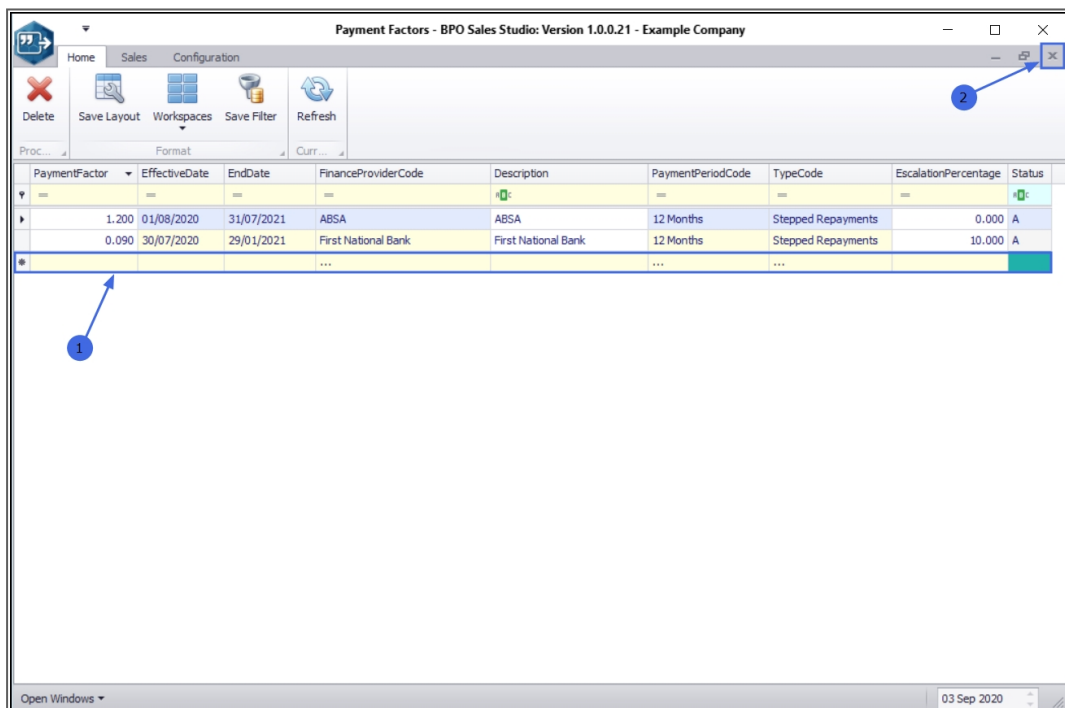 Payment Factors - BPO Sales Studio: Version 1.0.0.21 - Example Company
Home Sales Configuration
2
Delete Save Layout Workspaces Save Filter Refresh
Proc... Format Curr...
PaymentFactor EffectiveDate EndDate FinanceProviderCode Description PaymentPeriodCode TypeCode EscalationPercentage Status
= = = = ABC = = = ABC
1.200 01/08/2020 31/07/2021 ABSA ABSA 12 Months Stepped Repayments 0.000 A
0.090 30/07/2020 29/01/2021 First National Bank First National Bank 12 Months Stepped Repayments 10.000 A
... ... ...
1
Open Windows 03 Sep 2020